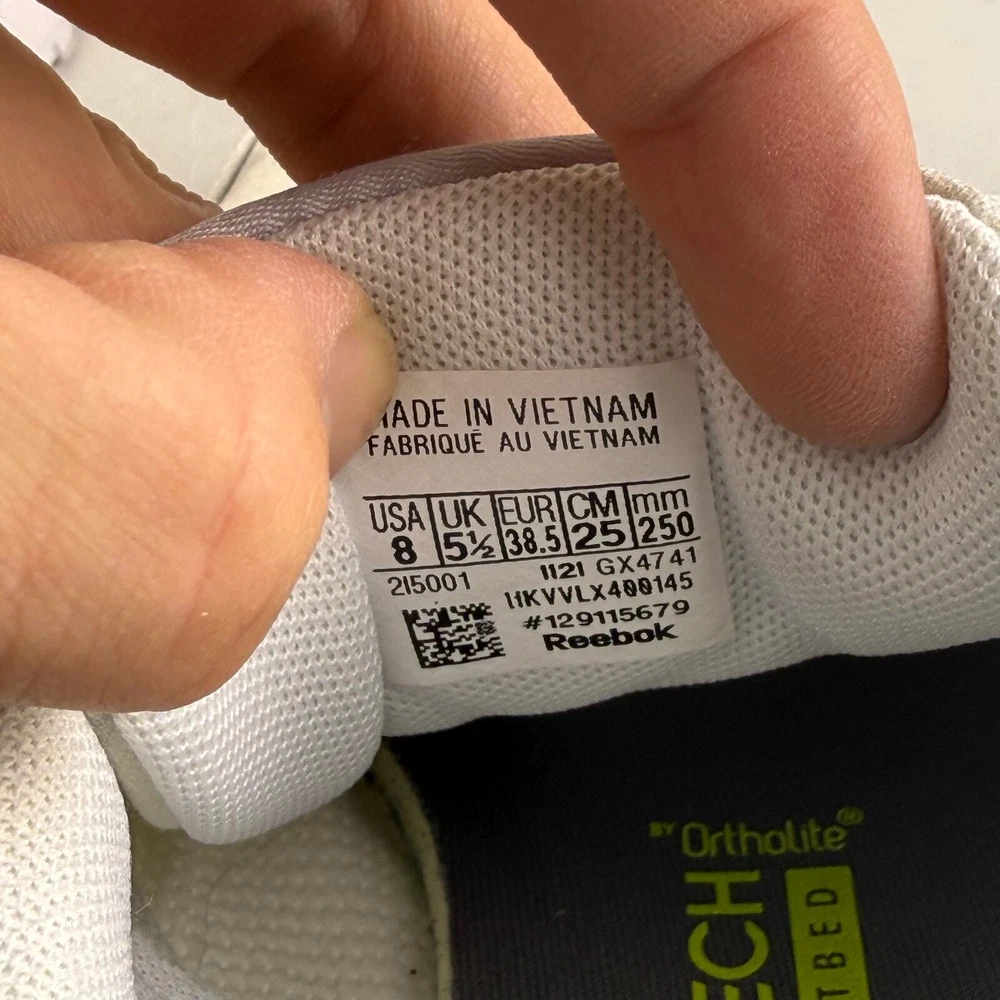 MADE IN VIETNAM
FABRIQUÉ AU VIETNAM
USA UK EUR CM mm
8 5½ 38.5 25 250
215001 1121 GX4741
11KVVLX400145
#129115679
Reebok
BY Ortholite®
ECH
TBED